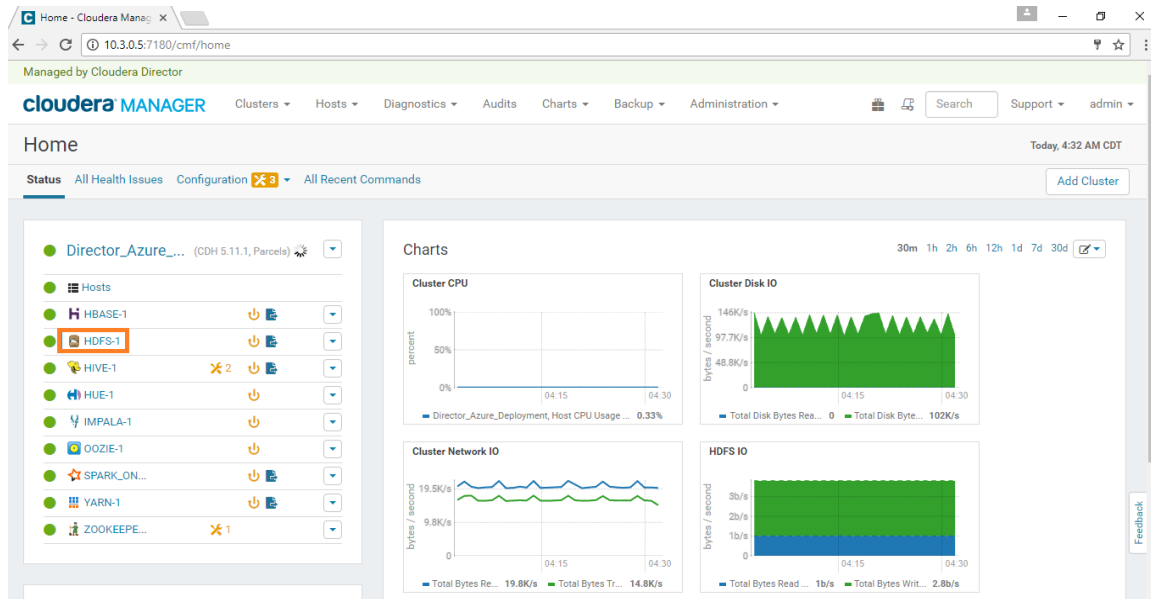 Home - Cloudera Manag
10.3.0.5:7180/cmf/home
Managed by Cloudera Director
cloudera MANAGER Clusters Hosts Diagnostics Audits Charts Backup Administration Search Support admin
Home Today, 4:32 AM CDT
Status All Health Issues Configuration 3 All Recent Commands Add Cluster
Director_Azure_... (CDH 5.11.1, Parcels)
Hosts
HBASE-1
HDFS-1
HIVE-1 2
HUE-1
IMPALA-1
OOZIE-1
SPARK_ON...
YARN-1
ZOOKEEPE... 1
Charts 30m 1h 2h 6h 12h 1d 7d 30d
Cluster CPU
percent
100%
50%
0%
04:15 04:30
Director_Azure_Deployment, Host CPU Usage ... 0.33%
Cluster Disk IO
bytes / second
146K/s
97.7K/s
48.8K/s
0
04:15 04:30
Total Disk Bytes Rea... 0 Total Disk Byte... 102K/s
Cluster Network IO
bytes / second
19.5K/s
9.8K/s
0
04:15 04:30
Total Bytes Re... 19.8K/s Total Bytes Tr... 14.8K/s
HDFS IO
bytes / second
3b/s
2b/s
1b/s
0
04:15 04:30
Total Bytes Read ... 1b/s Total Bytes Writ... 2.8b/s
Feedback